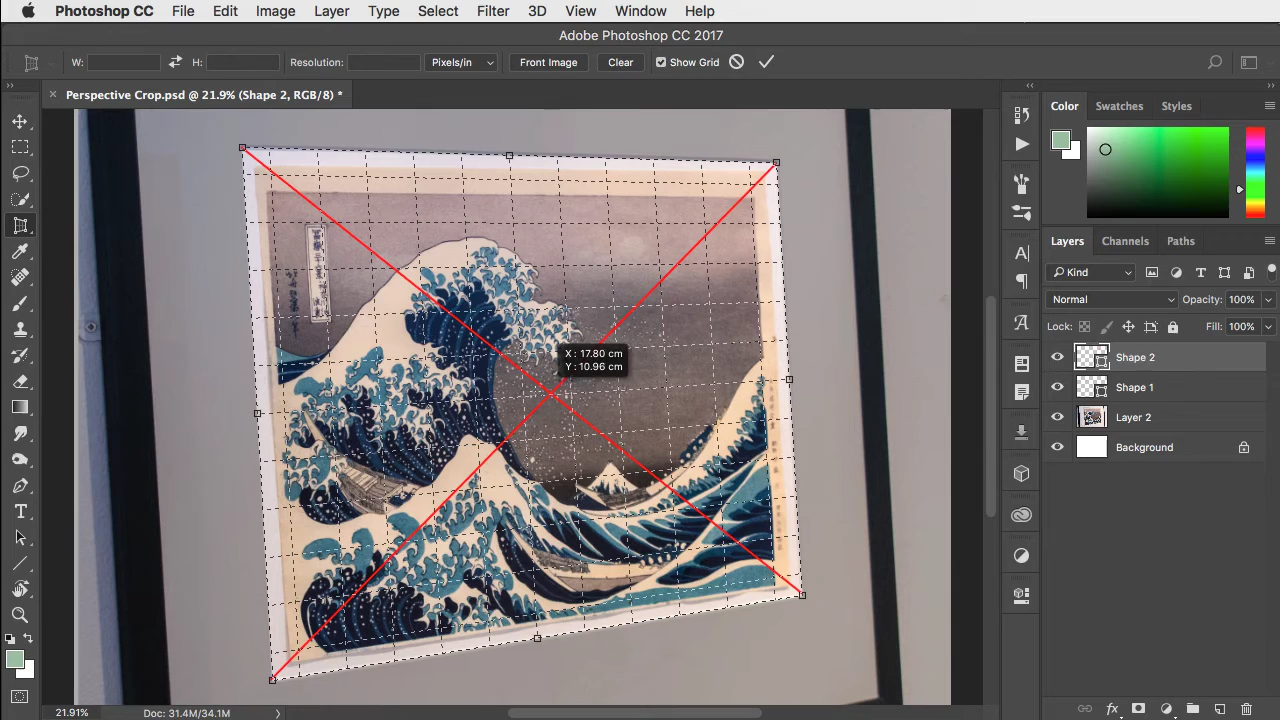 Photoshop CC File Edit Image Layer Type Select Filter 3D View Window Help
Adobe Photoshop CC 2017
W: H: Resolution: Pixels/in Front Image Clear Show Grid
Perspective Crop.psd @ 21.9% (Shape 2, RGB/8) *
Color Swatches Styles
Layers Channels Paths
Kind
Normal Opacity: 100%
Lock: Fill: 100%
Shape 2
Shape 1
Layer 2
Background
X : 17.80 cm
Y : 10.96 cm
21.91% Doc: 31.4M/34.1M